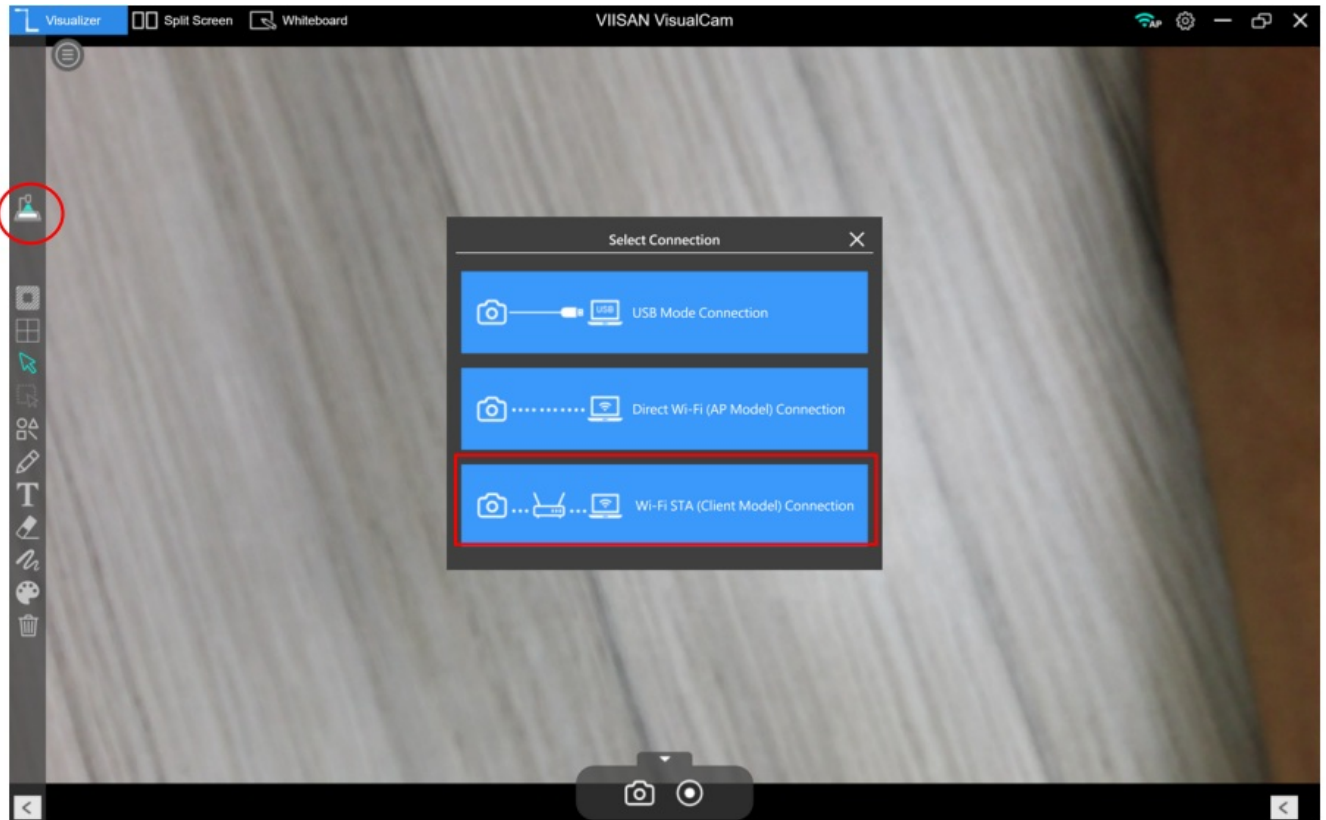 Visualizer
Split Screen
Whiteboard
VIISAN VisualCam
AP
Select Connection
USB
USB Mode Connection
Direct Wi-Fi (AP Model) Connection
Wi-Fi STA (Client Model) Connection
T